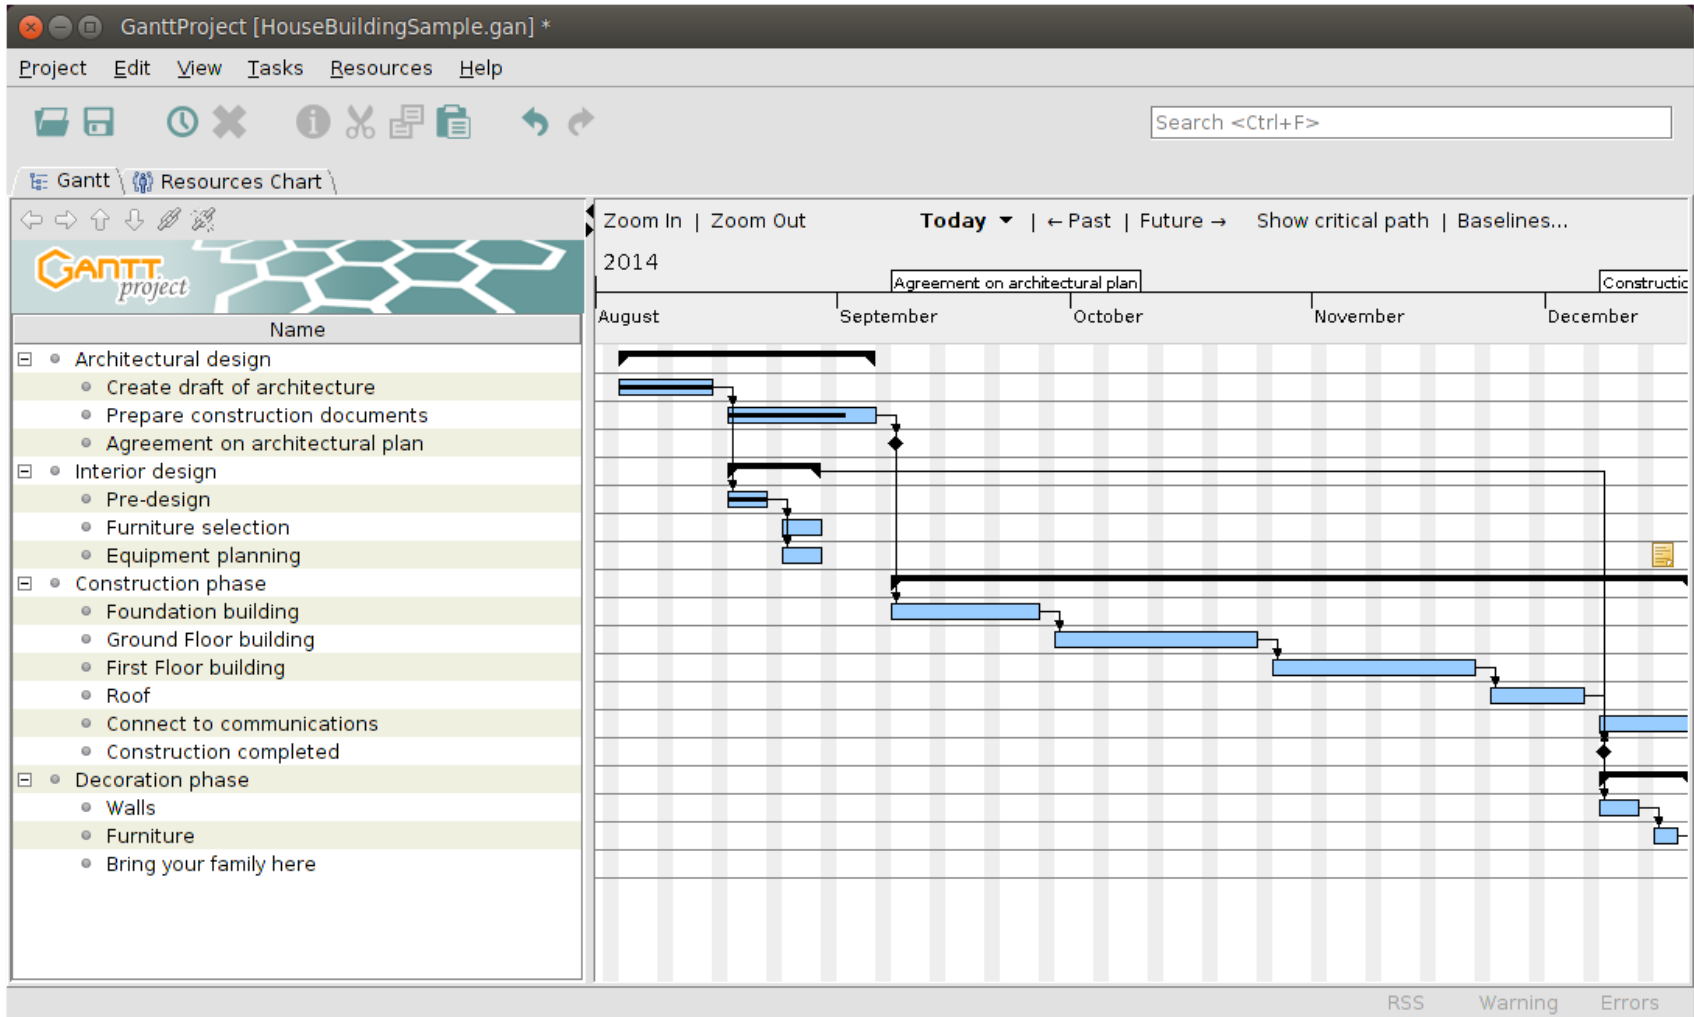 GanttProject [HouseBuildingSample.gan] *
Project Edit View Tasks Resources Help
Search <Ctrl+F>
Gantt Resources Chart
Zoom In | Zoom Out Today | ← Past | Future → Show critical path | Baselines...
GANTT
project
2014
Agreement on architectural plan Constructic
August September October November December
Name
Architectural design
Create draft of architecture
Prepare construction documents
Agreement on architectural plan
Interior design
Pre-design
Furniture selection
Equipment planning
Construction phase
Foundation building
Ground Floor building
First Floor building
Roof
Connect to communications
Construction completed
Decoration phase
Walls
Furniture
Bring your family here
RSS Warning Errors